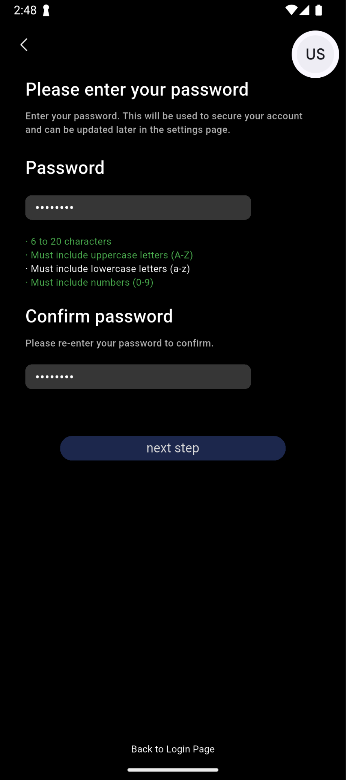 2:48
US
Please enter your password
Enter your password. This will be used to secure your account
and can be updated later in the settings page.
Password
••••••••
· 6 to 20 characters
· Must include uppercase letters (A-Z)
· Must include lowercase letters (a-z)
· Must include numbers (0-9)
Confirm password
Please re-enter your password to confirm.
••••••••
next step
Back to Login Page